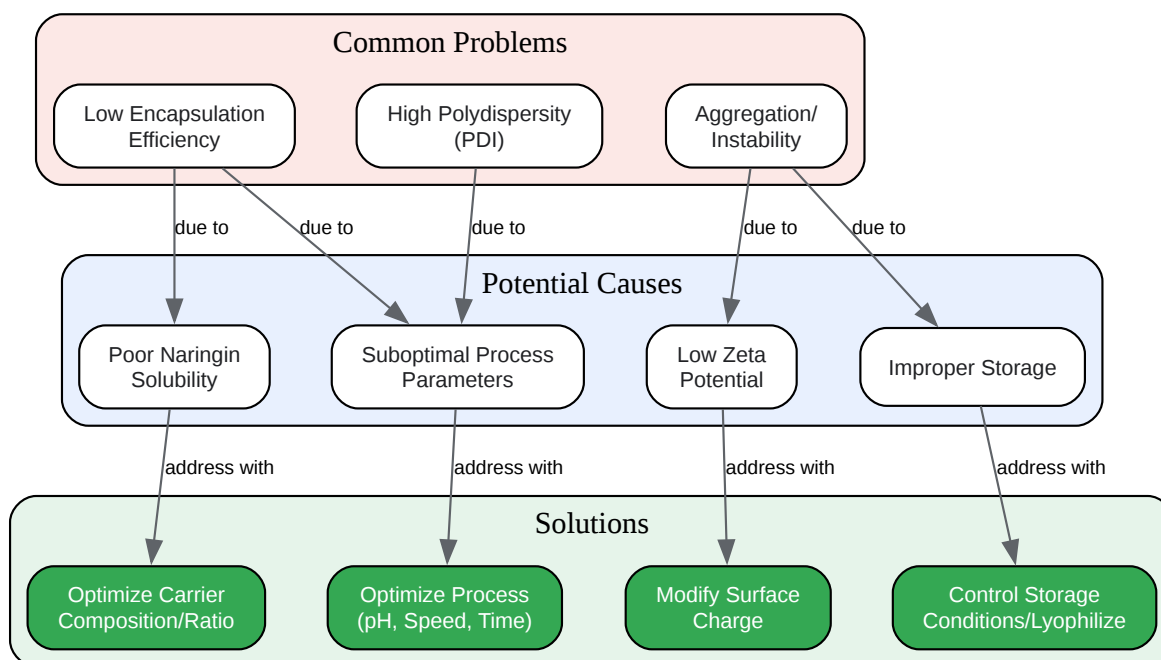 Common Problems
Low Encapsulation
Efficiency
High Polydispersity
(PDI)
Aggregation/
Instability
due to
due to
due to
due to
due to
Potential Causes
Poor Naringin
Solubility
Suboptimal Process
Parameters
Low Zeta
Potential
Improper Storage
address with
address with
address with
address with
Solutions
Optimize Carrier
Composition/Ratio
Optimize Process
(pH, Speed, Time)
Modify Surface
Charge
Control Storage
Conditions/Lyophilize